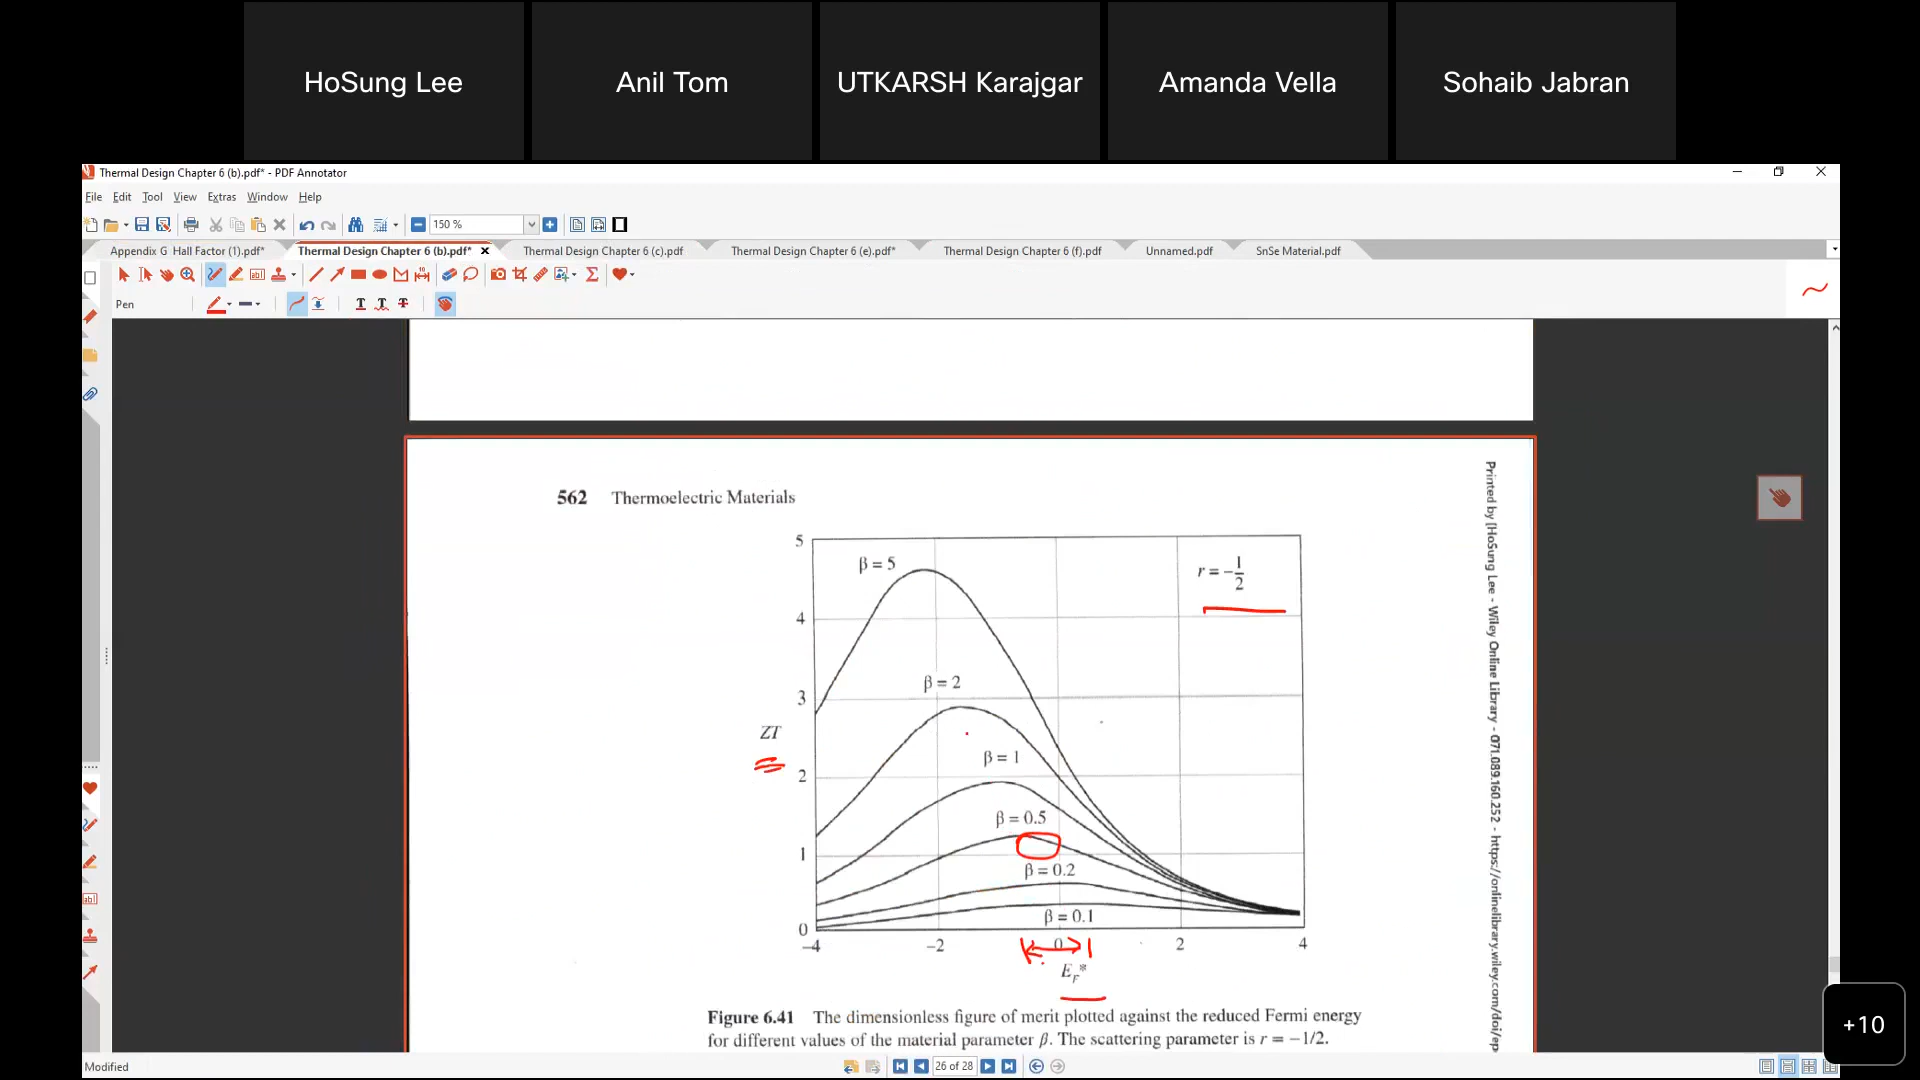 HoSung Lee
Anil Tom
UTKARSH Karajgar
Amanda Vella
Sohaib Jabran
Thermal Design Chapter 6 (b).pdf* - PDF Annotator
File Edit Tool View Extras Window Help
150 %
Appendix G Hall Factor (1).pdf*
Thermal Design Chapter 6 (b).pdf*
Thermal Design Chapter 6 (c).pdf
Thermal Design Chapter 6 (e).pdf*
Thermal Design Chapter 6 (f).pdf
Unnamed.pdf
SnSe Material.pdf
Pen
562 Thermoelectric Materials
5
β = 5
r = -1/2
4
β = 2
3
ZT
β = 1
2
β = 0.5
1
β = 0.2
β = 0.1
0
-4 -2 0 2 4
E_F*
Figure 6.41 The dimensionless figure of merit plotted against the reduced Fermi energy
for different values of the material parameter β. The scattering parameter is r = -1/2.
Printed by [HoSung Lee - Wiley Online Library - 071.089.160.252 - https://onlinelibrary.wiley.com/doi/ep
+10
Modified
26 of 28